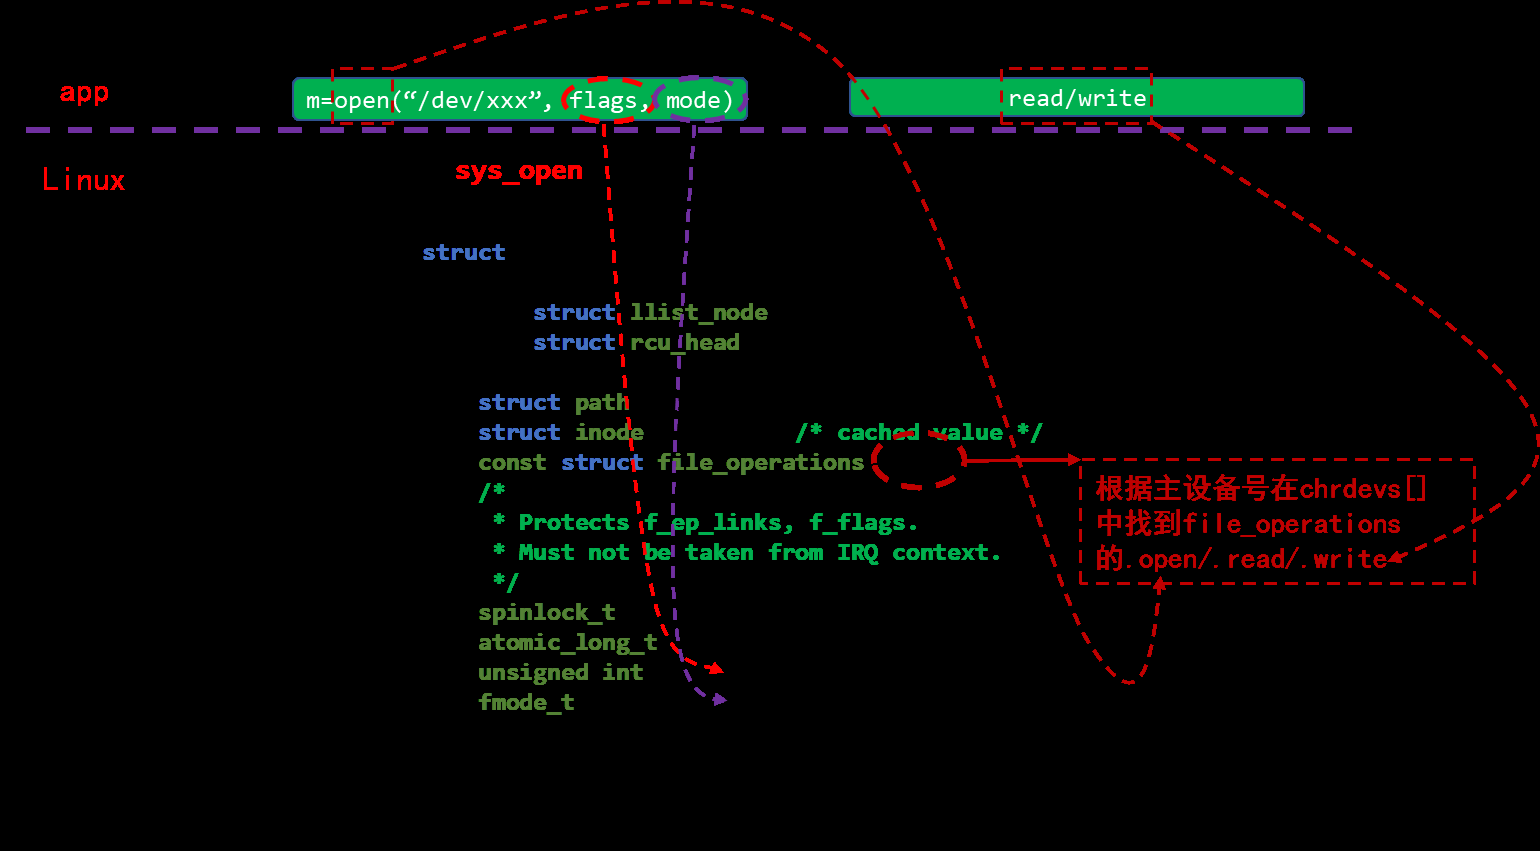 app
m=open(“/dev/xxx”, flags, mode)
read/write
Linux
sys_open
struct
struct llist_node
struct rcu_head
struct path
struct inode /* cached value */
const struct file_operations
/*
* Protects f_ep_links, f_flags.
* Must not be taken from IRQ context.
*/
spinlock_t
atomic_long_t
unsigned int
fmode_t
根据主设备号在chrdevs[]
中找到file_operations
的.open/.read/.write